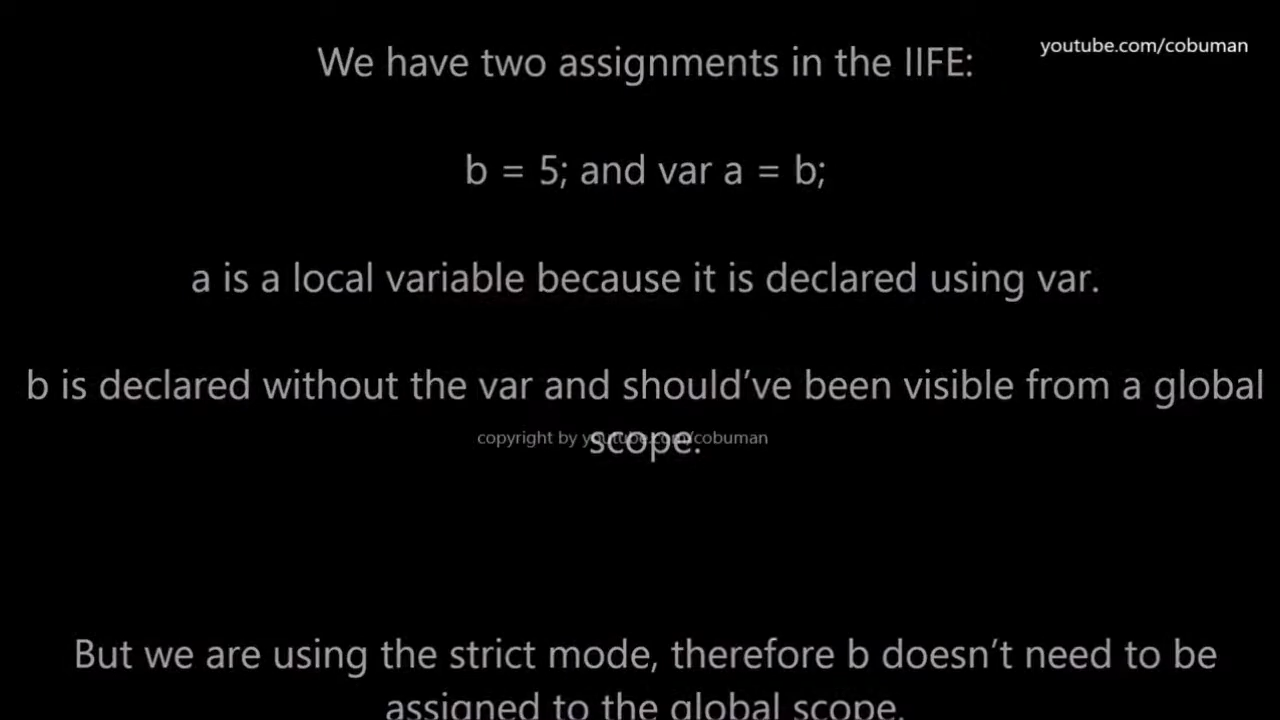 We have two assignments in the IIFE:
youtube.com/cobuman
b = 5; and var a = b;
a is a local variable because it is declared using var.
b is declared without the var and should’ve been visible from a global
scope.
copyright by youtube.com/cobuman
But we are using the strict mode, therefore b doesn’t need to be
assigned to the global scope.